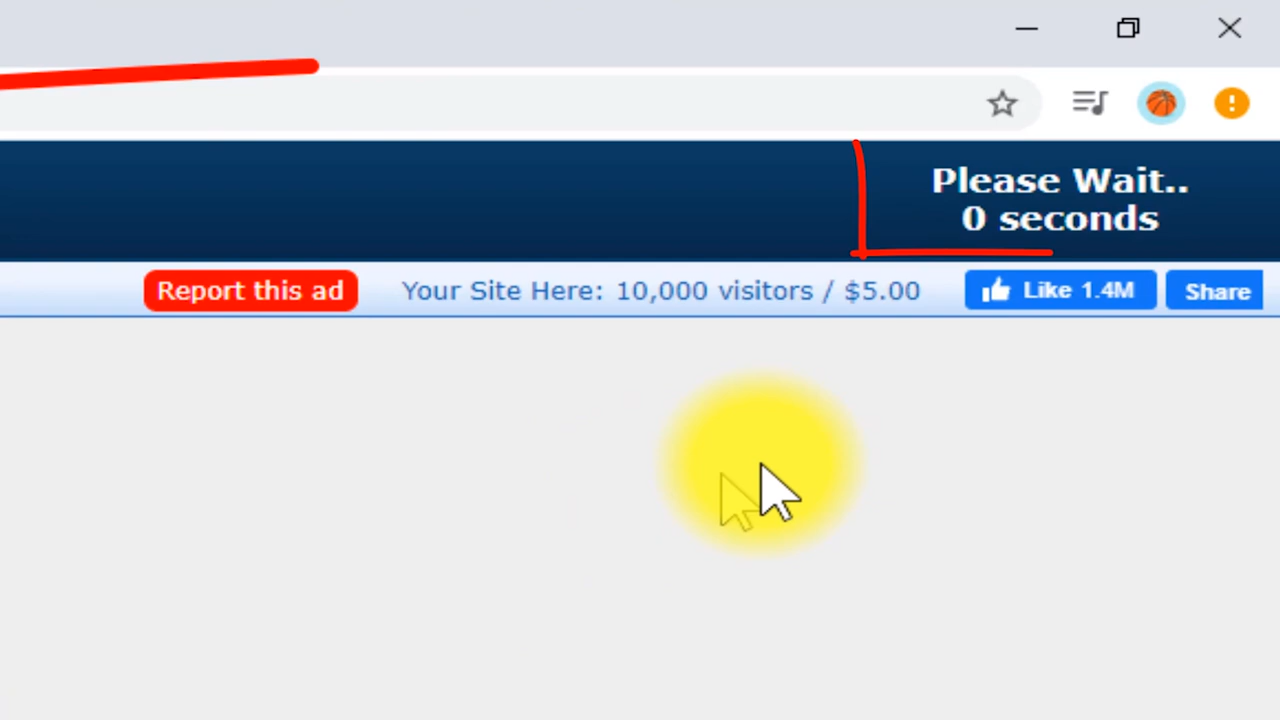 Please Wait..
0 seconds
Report this ad
Your Site Here: 10,000 visitors / $5.00
Like 1.4M
Share